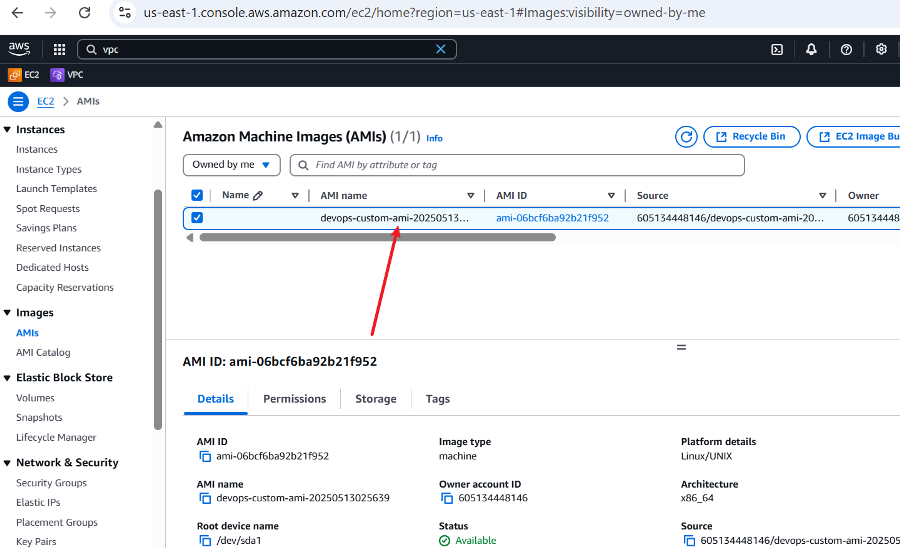 us-east-1.console.aws.amazon.com/ec2/home?region=us-east-1#Images:visibility=owned-by-me
aws
vpc
EC2
VPC
EC2 > AMIs
Instances
Instances
Instance Types
Launch Templates
Spot Requests
Savings Plans
Reserved Instances
Dedicated Hosts
Capacity Reservations
Images
AMIs
AMI Catalog
Elastic Block Store
Volumes
Snapshots
Lifecycle Manager
Network & Security
Security Groups
Elastic IPs
Placement Groups
Key Pairs
Amazon Machine Images (AMIs) (1/1) Info
Recycle Bin
EC2 Image Bu
Owned by me
Find AMI by attribute or tag
Name AMI name AMI ID Source Owner
devops-custom-ami-20250513... ami-06bcf6ba92b21f952 605134448146/devops-custom-ami-20... 605134448
AMI ID: ami-06bcf6ba92b21f952
Details Permissions Storage Tags
AMI ID
ami-06bcf6ba92b21f952
Image type
machine
Platform details
Linux/UNIX
AMI name
devops-custom-ami-20250513025639
Owner account ID
605134448146
Architecture
x86_64
Root device name
/dev/sda1
Status
Available
Source
605134448146/devops-custom-ami-202505